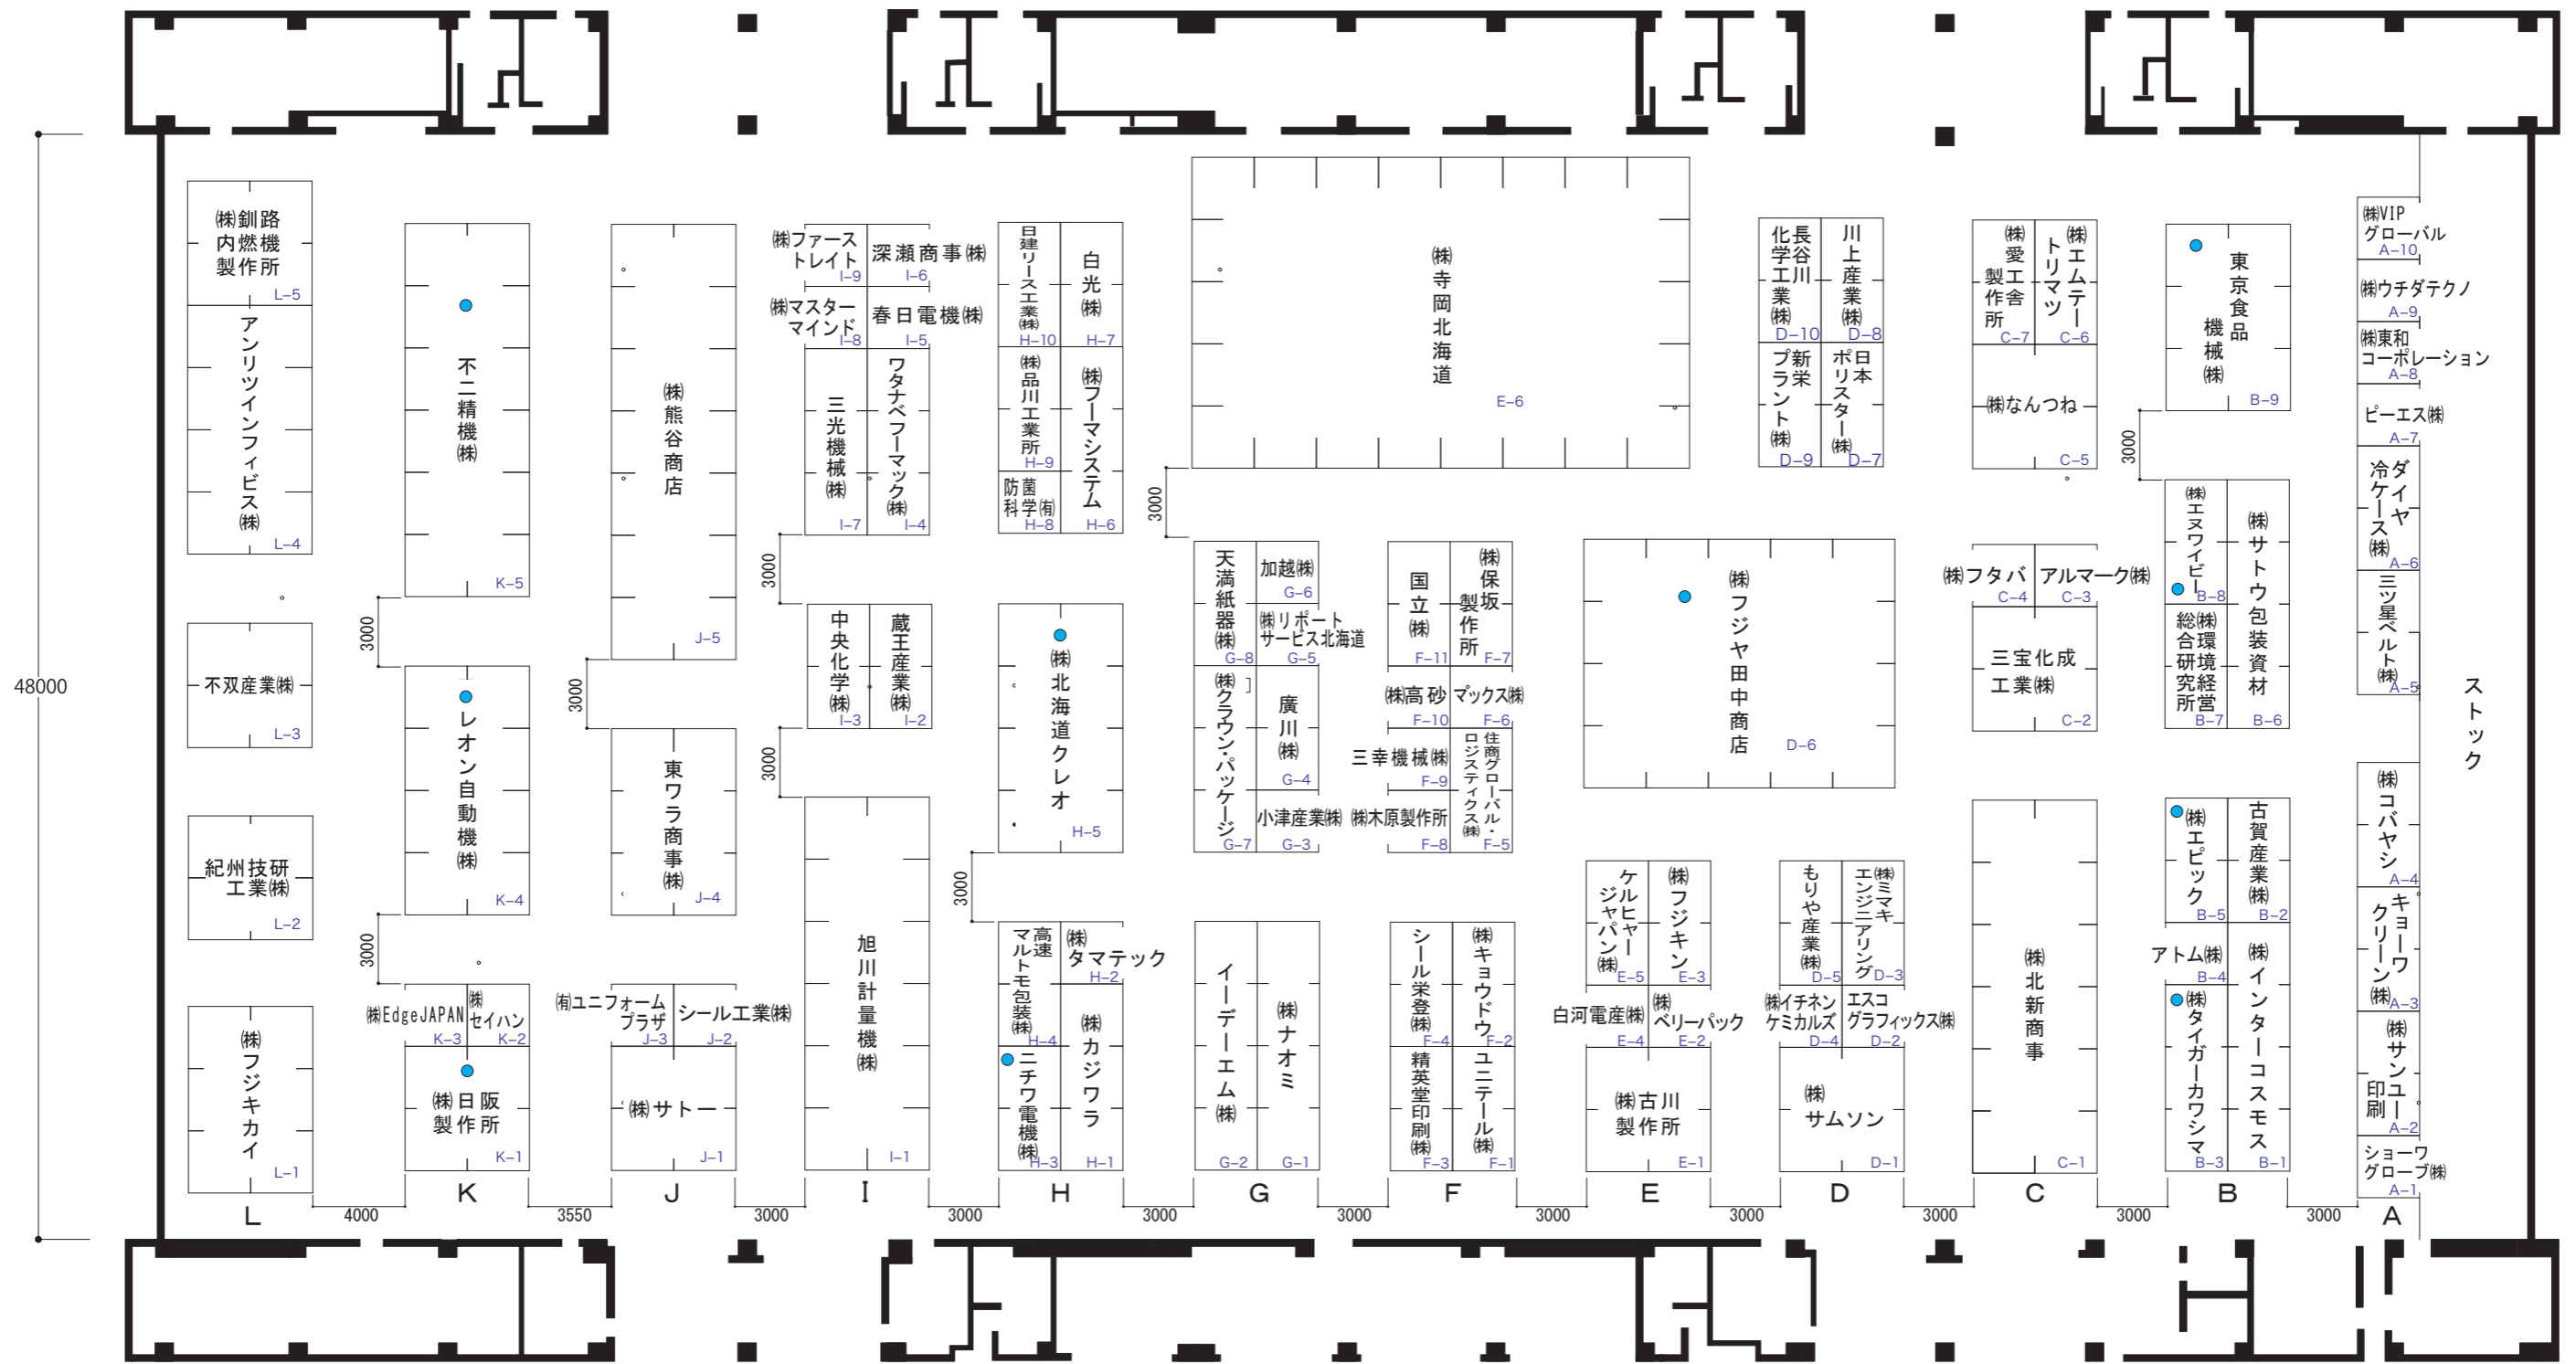 48000
㈱釧路
内燃機
製作所
L-5
アンリツインフィビス㈱
L-4
不双産業㈱
L-3
紀州技研
工業㈱
L-2
㈱フジキカイ
L-1
L
4000
不二精機㈱
K-5
3000
レオン自動機㈱
K-4
3000
㈱EdgeJAPAN
K-3
㈱
セイハン
K-2
㈱日阪
製作所
K-1
K
3550
㈱熊谷商店
J-5
3000
東ワラ商事㈱
J-4
㈲ユニフォーム
プラザ
J-3
シール工業㈱
J-2
㈱サトー
J-1
J
3000
㈱ファース
トレイト
I-9
深瀬商事㈱
I-6
㈱マスター
マインド
I-8
春日電機㈱
I-5
三光機械㈱
I-7
ワタナベフーマック㈱
I-4
3000
中央化学㈱
I-3
蔵王産業㈱
I-2
3000
旭川計量機㈱
I-1
I
3000
日建リース工業㈱
H-10
白光㈱
H-7
㈱品川工業所
H-9
㈱フーマシステム
H-6
防菌
科学㈲
H-8
㈱北海道クレオ
H-5
3000
高速
マルトモ包装㈱
H-4
㈱
タマテック
H-2
ニチワ電機㈱
H-3
㈱カジワラ
H-1
H
3000
㈱寺岡北海道
E-6
3000
天満紙器㈱
G-8
加越㈱
G-6
㈱リポート
サービス北海道
G-5
㈱クラウン・パッケージ
G-7
廣川㈱
G-4
小津産業㈱
G-3
イーデーエム㈱
G-2
㈱ナオミ
G-1
G
3000
国立㈱
F-11
㈱保坂
製作所
F-7
㈱高砂
F-10
マックス㈱
F-6
三幸機械㈱
F-9
住商グローバル・
ロジスティクス㈱
F-5
㈱木原製作所
F-8
シール栄登㈱
F-4
㈱キョウドウ
F-2
精英堂印刷㈱
F-3
ユニテール㈱
F-1
F
3000
㈱フジヤ田中商店
D-6
ケルヒャー
ジャパン㈱
E-5
㈱フジキン
E-3
白河電産㈱
E-4
㈱
ベリーパック
E-2
㈱古川
製作所
E-1
E
3000
長谷川
化学工業㈱
D-10
川上産業㈱
D-8
新栄
プラント㈱
D-9
日本
ポリスター㈱
D-7
もりや産業㈱
D-5
㈱ミマキ
エンジニアリング
D-3
㈱イチネン
ケミカルズ
D-4
エスコ
グラフィックス㈱
D-2
㈱
サムソン
D-1
D
3000
㈱愛工舎
製作所
C-7
㈱エムテー
トリマツ
C-6
㈱なんつね
C-5
㈱フタバ
C-4
アルマーク㈱
C-3
三宝化成
工業㈱
C-2
㈱北新商事
C-1
C
3000
東京食品
機械㈱
B-9
3000
㈱エヌワイビー
B-8
㈱サトウ包装資材
B-6
㈱環境経営
総合研究所
B-7
㈱エピック
B-5
古賀産業㈱
B-2
アトム㈱
B-4
㈱インターコスモス
B-1
㈱タイガーカワシマ
B-3
B
3000
㈱VIP
グローバル
A-10
㈱ウチダテクノ
A-9
㈱東和
コーポレーション
A-8
ピーエス㈱
A-7
ダイヤ
冷ケース㈱
A-6
三ツ星ベルト㈱
A-5
㈱コバヤシ
A-4
キョーワ
クリーン㈱
A-3
㈱サンユー
印刷
A-2
ショーワ
グローブ㈱
A-1
A
ストック